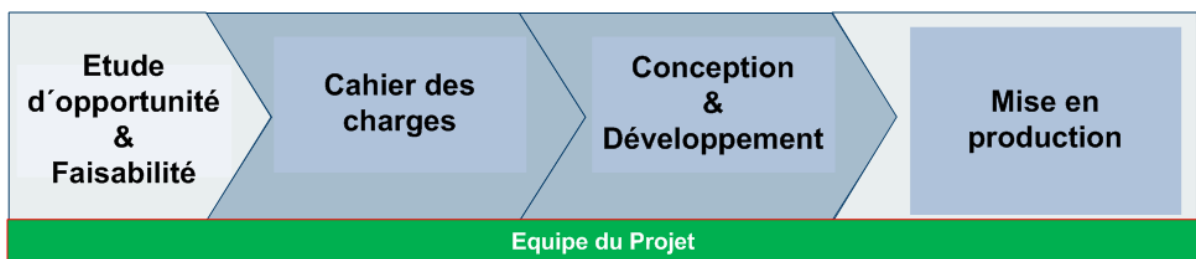 Etude
d´opportunité
&
Faisabilité
Cahier des
charges
Conception
&
Développement
Mise en
production
Equipe du Projet